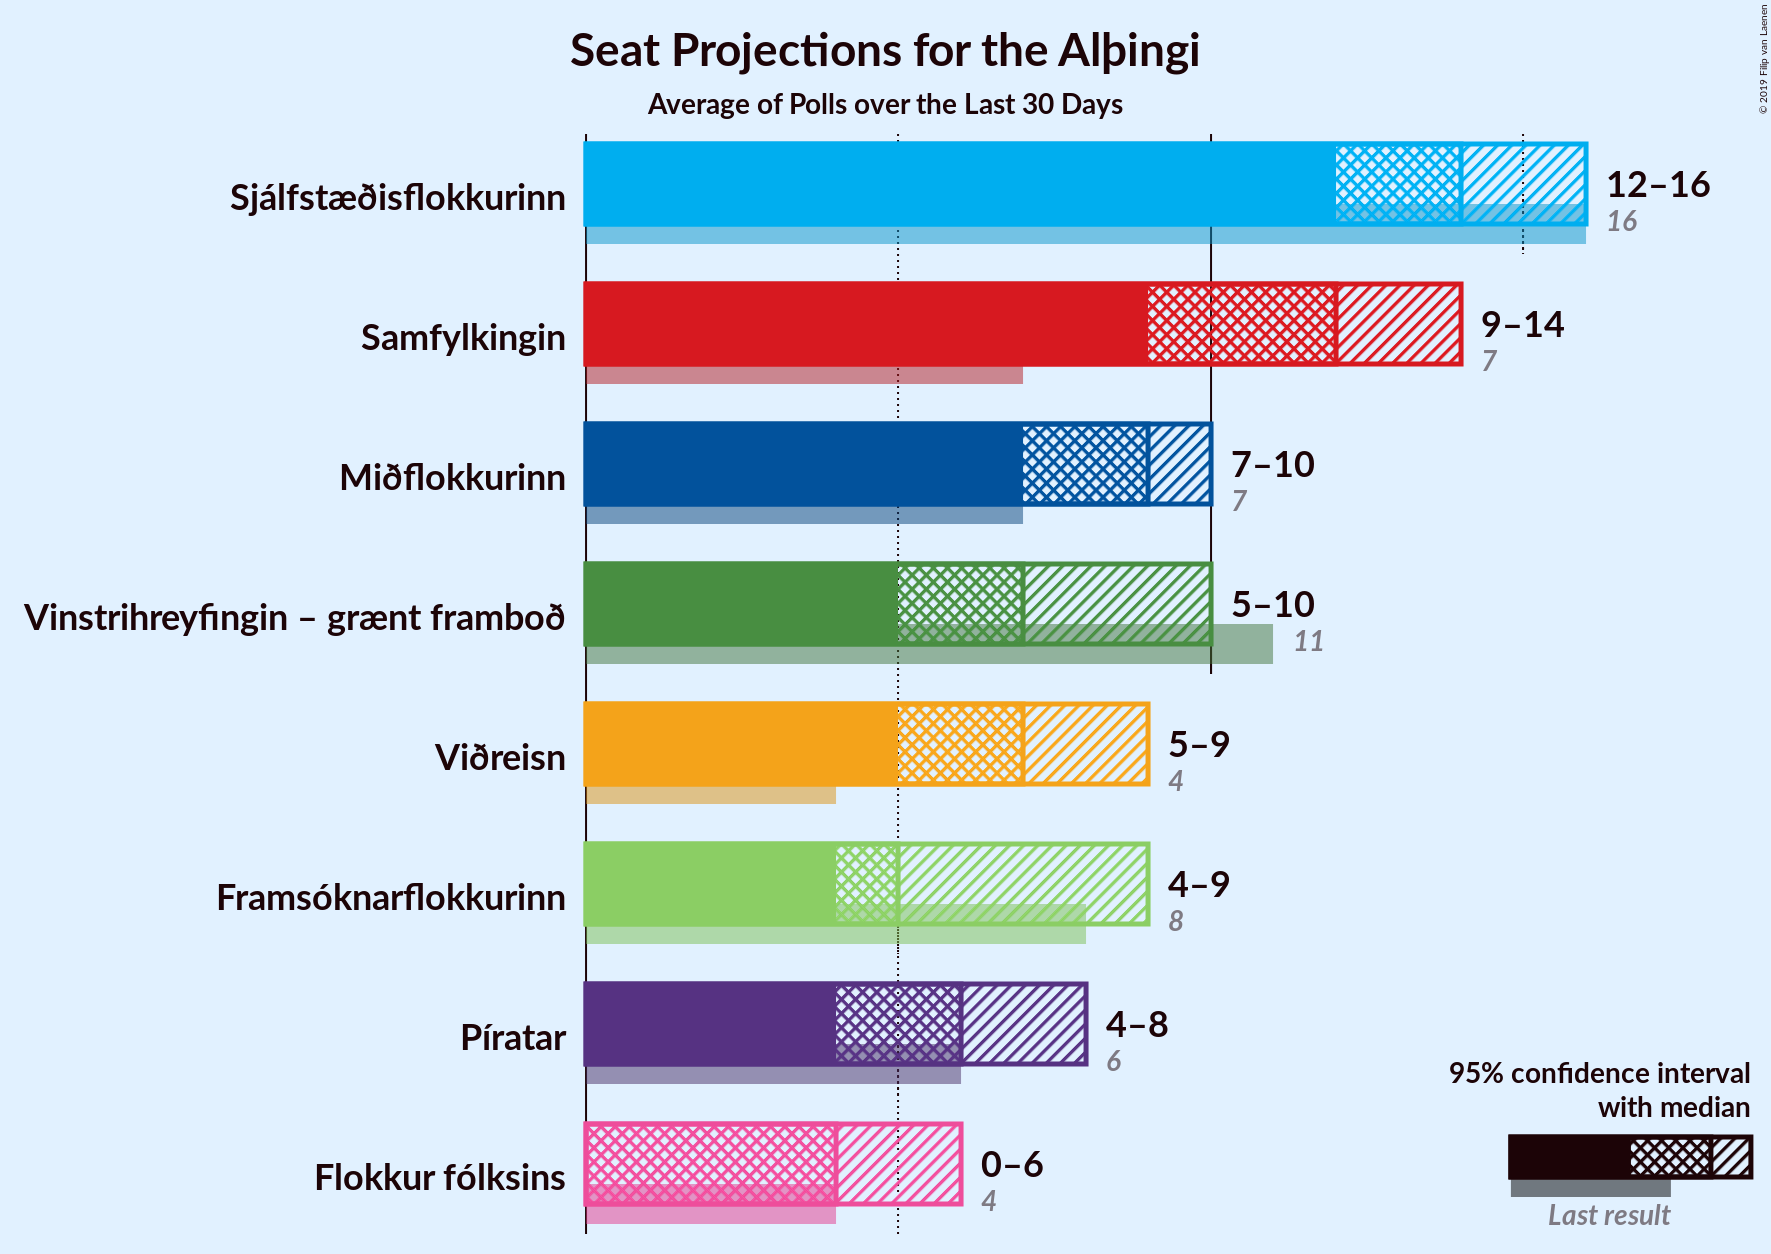 Seat Projections for the Alþingi
Average of Polls over the Last 30 Days
© 2019 Filip van Laenen
Sjálfstæðisflokkurinn
12–16
16
Samfylkingin
9–14
7
Miðflokkurinn
7–10
7
Vinstrihreyfingin – grænt framboð
5–10
11
Viðreisn
5–9
4
Framsóknarflokkurinn
4–9
8
Píratar
4–8
6
Flokkur fólksins
0–6
4
95% confidence interval
with median
Last result